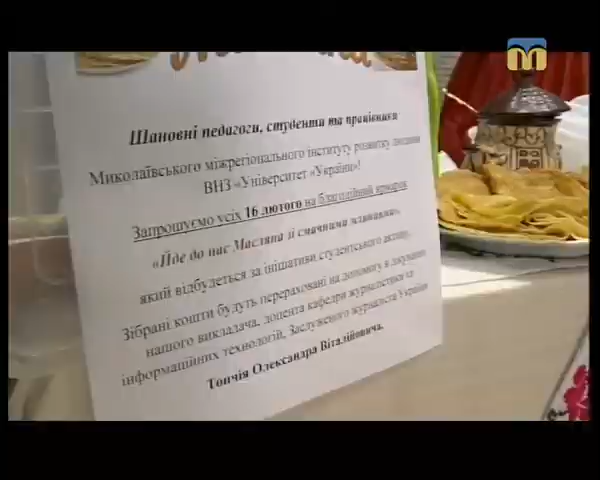 Шановні педагоги, студенти та працівники
Миколаївського міжрегіонального інституту розвитку людини
ВНЗ «Університет «Україна»!
Запрошуємо усіх 16 лютого на благодійний ярмарок
«Йде до нас Масляна зі смачними млинцями»,
який відбудеться за ініціативи студентського активу.
Зібрані кошти будуть перераховані на допомогу в лікуванні
нашого викладача, доцента кафедри журналістики та
інформаційних технологій, Заслуженого журналіста України
Топчія Олександра Віталійовича.